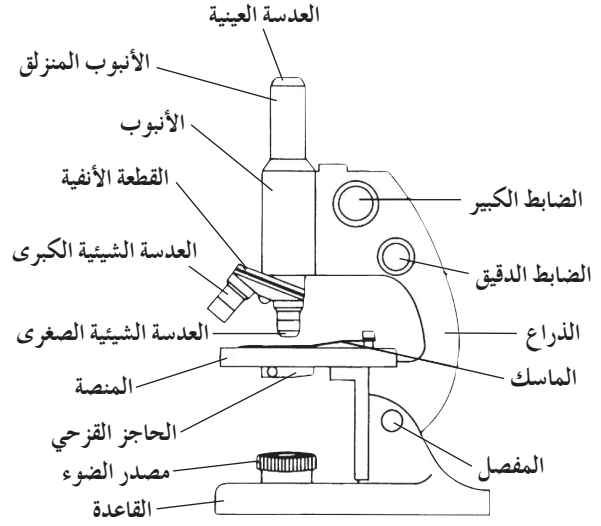 العدسة العينية
الأنبوب المنزلق
الأنبوب
القطعة الأنفية
العدسة الشيئية الكبرى
العدسة الشيئية الصغرى
المنصة
الحاجز القزحي
مصدر الضوء
القاعدة
الضابط الكبير
الضابط الدقيق
الذراع
الماسك
المفصل